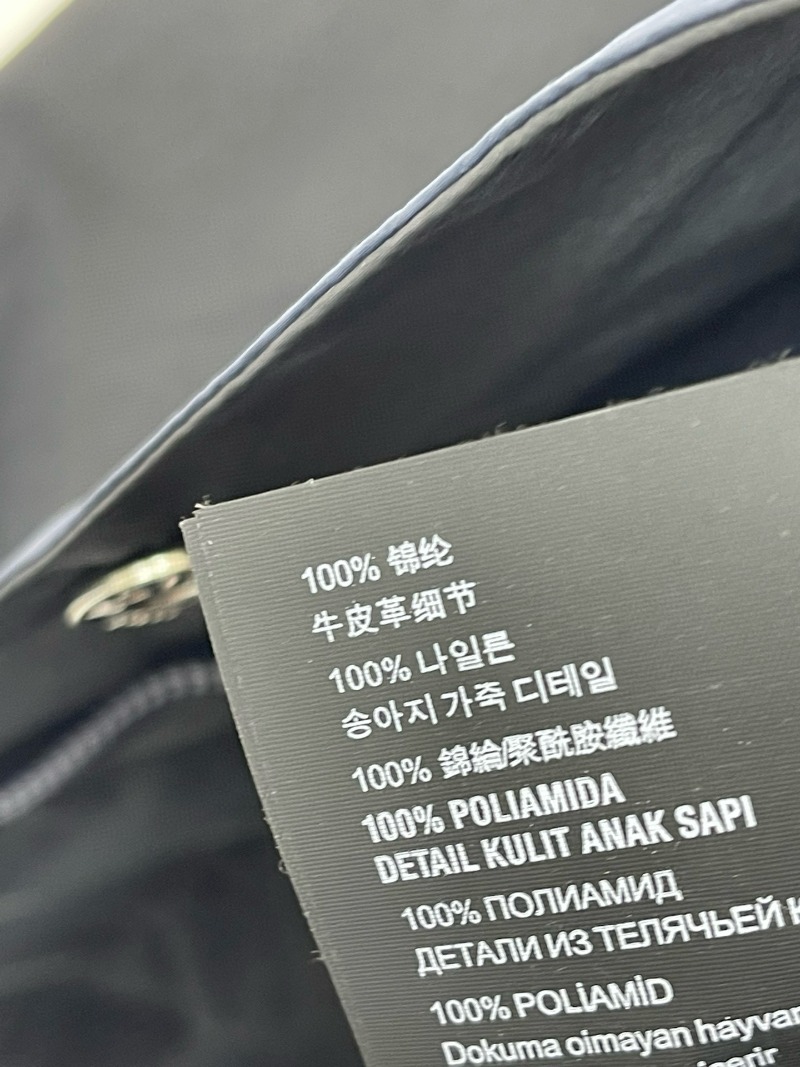 100% 锦纶
牛皮革细节
100% 나일론
송아지 가죽 디테일
100% 錦綸/聚酰胺纖維
100% POLIAMIDA
DETAIL KULIT ANAK SAPI
100% ПОЛИАМИД
ДЕТАЛИ ИЗ ТЕЛЯЧЬЕЙ
100% POLİAMİD
Dokuma olmayan